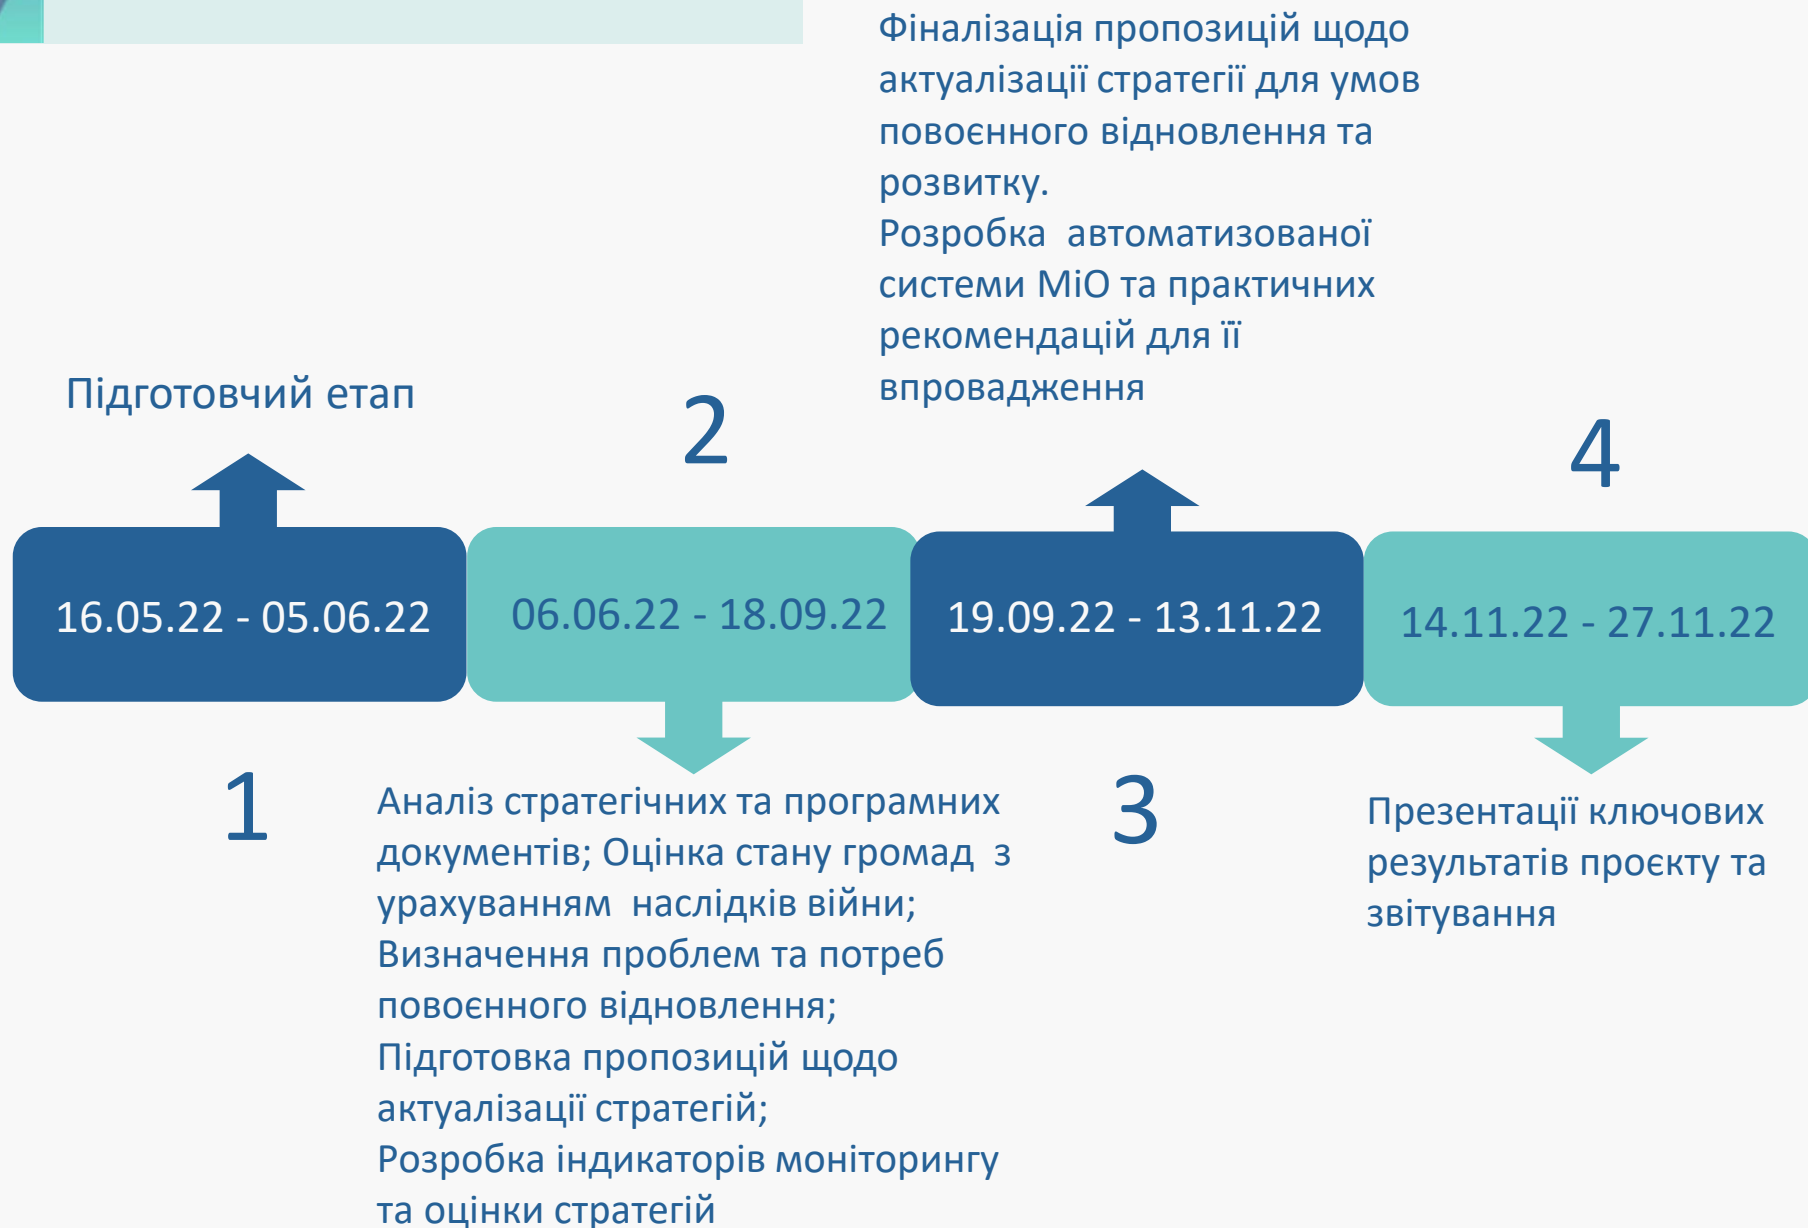 Фіналізація пропозицій щодо
актуалізації стратегії для умов
повоєнного відновлення та
розвитку.
Розробка автоматизованої
системи МіО та практичних
рекомендацій для її
впровадження
Підготовчий етап
2
4
16.05.22 - 05.06.22
06.06.22 - 18.09.22
19.09.22 - 13.11.22
14.11.22 - 27.11.22
1
Аналіз стратегічних та програмних
документів; Оцінка стану громад з
урахуванням наслідків війни;
Визначення проблем та потреб
повоєнного відновлення;
Підготовка пропозицій щодо
актуалізації стратегій;
Розробка індикаторів моніторингу
та оцінки стратегій
3
Презентації ключових
результатів проєкту та
звітування